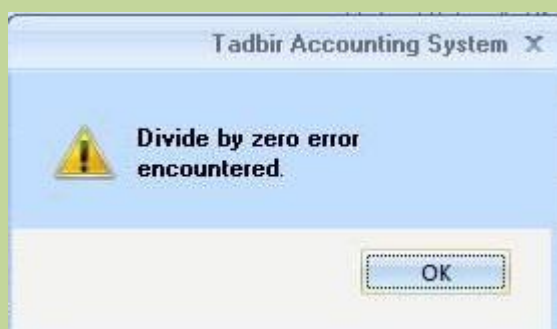 Tadbir Accounting System X
Divide by zero error
encountered.
OK